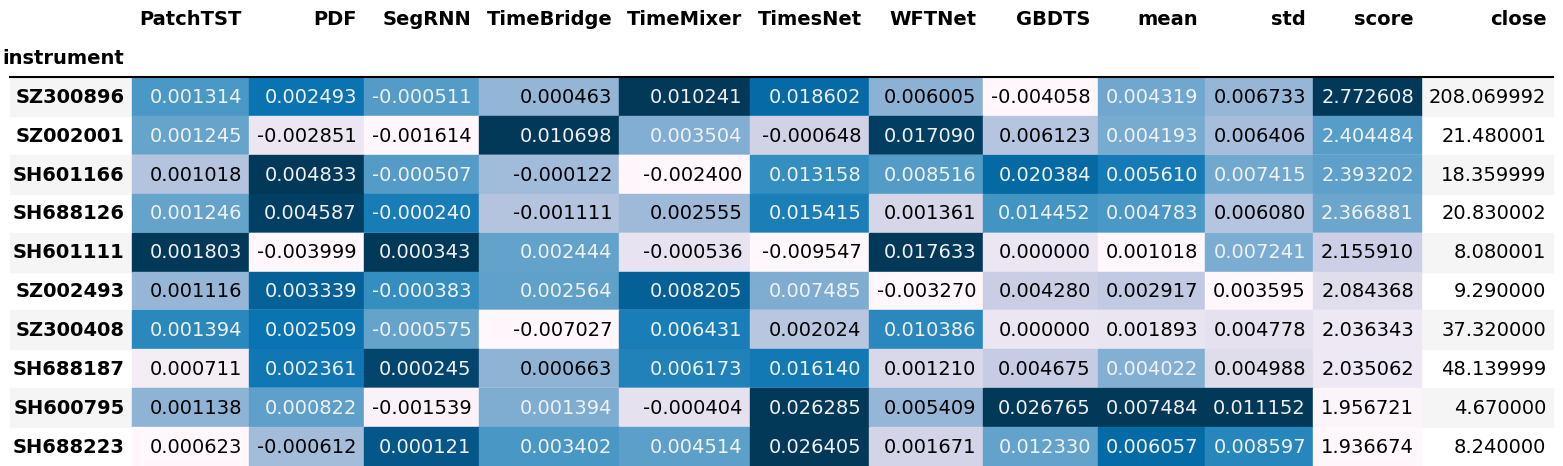 PatchTST PDF SegRNN TimeBridge TimeMixer TimesNet WFTNet GBDTS mean std score close
instrument
SZ300896 0.001314 0.002493 -0.000511 0.000463 0.010241 0.018602 0.006005 -0.004058 0.004319 0.006733 2.772608 208.069992
SZ002001 0.001245 -0.002851 -0.001614 0.010698 0.003504 -0.000648 0.017090 0.006123 0.004193 0.006406 2.404484 21.480001
SH601166 0.001018 0.004833 -0.000507 -0.000122 -0.002400 0.013158 0.008516 0.020384 0.005610 0.007415 2.393202 18.359999
SH688126 0.001246 0.004587 -0.000240 -0.001111 0.002555 0.015415 0.001361 0.014452 0.004783 0.006080 2.366881 20.830002
SH601111 0.001803 -0.003999 0.000343 0.002444 -0.000536 -0.009547 0.017633 0.000000 0.001018 0.007241 2.155910 8.080001
SZ002493 0.001116 0.003339 -0.000383 0.002564 0.008205 0.007485 -0.003270 0.004280 0.002917 0.003595 2.084368 9.290000
SZ300408 0.001394 0.002509 -0.000575 -0.007027 0.006431 0.002024 0.010386 0.000000 0.001893 0.004778 2.036343 37.320000
SH688187 0.000711 0.002361 0.000245 0.000663 0.006173 0.016140 0.001210 0.004675 0.004022 0.004988 2.035062 48.139999
SH600795 0.001138 0.000822 -0.001539 0.001394 -0.000404 0.026285 0.005409 0.026765 0.007484 0.011152 1.956721 4.670000
SH688223 0.000623 -0.000612 0.000121 0.003402 0.004514 0.026405 0.001671 0.012330 0.006057 0.008597 1.936674 8.240000